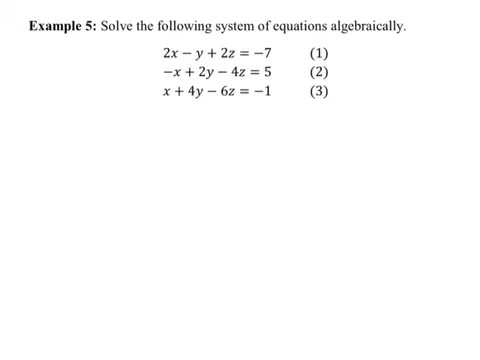 Example 5: Solve the following system of equations algebraically.
2𝑥 − 𝑦 + 2𝑧 = −7 (1)
−𝑥 + 2𝑦 − 4𝑧 = 5 (2)
𝑥 + 4𝑦 − 6𝑧 = −1 (3)